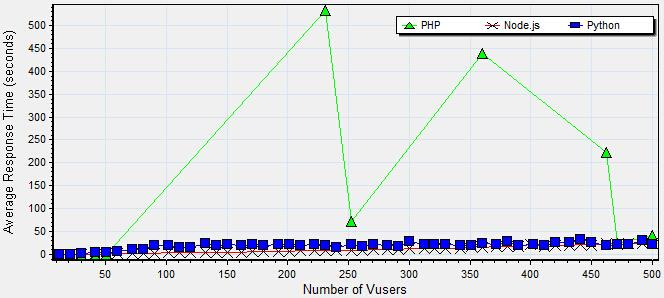 PHP Node.js Python
Average Response Time (seconds)
500
450
400
350
300
250
200
150
100
50
0
50 100 150 200 250 300 350 400 450 500
Number of Vusers